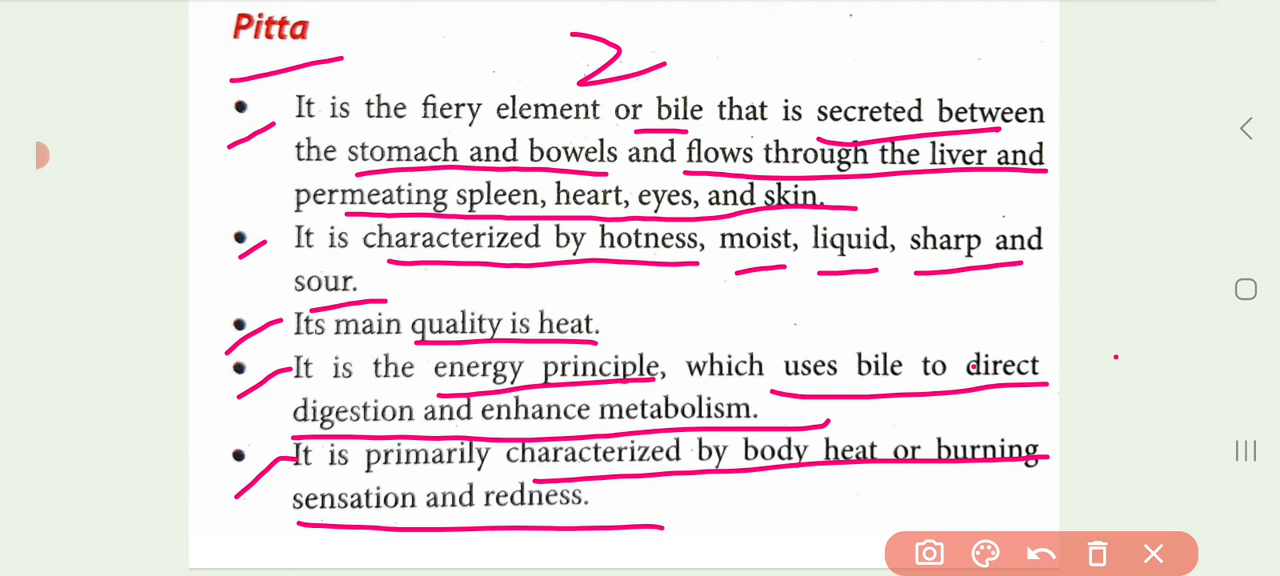 Pitta
2
• It is the fiery element or bile that is secreted between
the stomach and bowels and flows through the liver and
permeating spleen, heart, eyes, and skin.
• It is characterized by hotness, moist, liquid, sharp and
sour.
• Its main quality is heat.
• It is the energy principle, which uses bile to direct
digestion and enhance metabolism.
• It is primarily characterized by body heat or burning
sensation and redness.